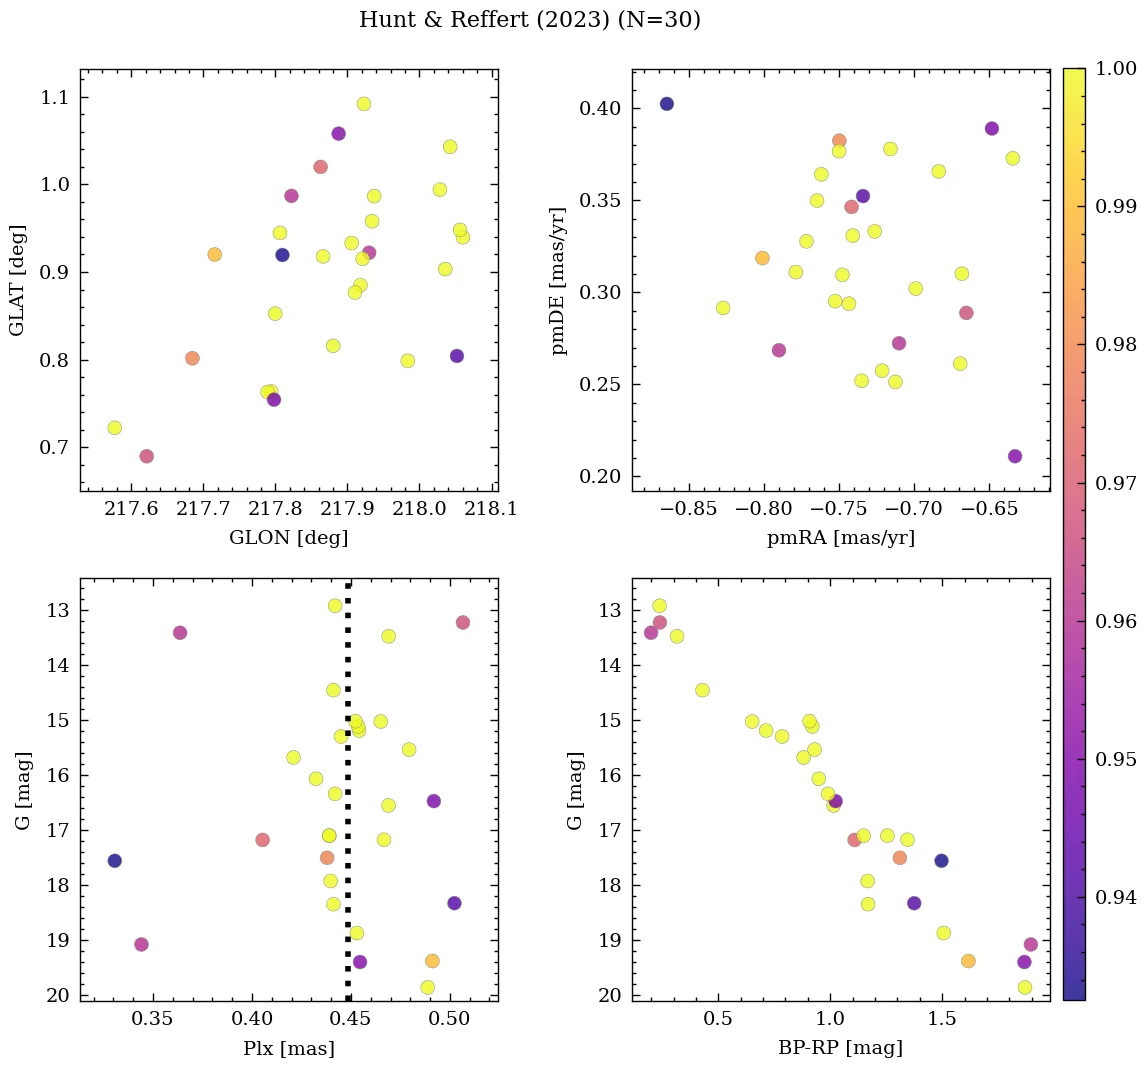 Hunt & Reffert (2023) (N=30)
1.1
1.0
0.9
0.8
0.7
GLAT [deg]
217.6 217.7 217.8 217.9 218.0 218.1
GLON [deg]
0.40
0.35
0.30
0.25
0.20
pmDE [mas/yr]
−0.85 −0.80 −0.75 −0.70 −0.65
pmRA [mas/yr]
13
14
15
16
17
18
19
20
G [mag]
0.35 0.40 0.45 0.50
Plx [mas]
13
14
15
16
17
18
19
20
G [mag]
0.5 1.0 1.5
BP-RP [mag]
1.00
0.99
0.98
0.97
0.96
0.95
0.94